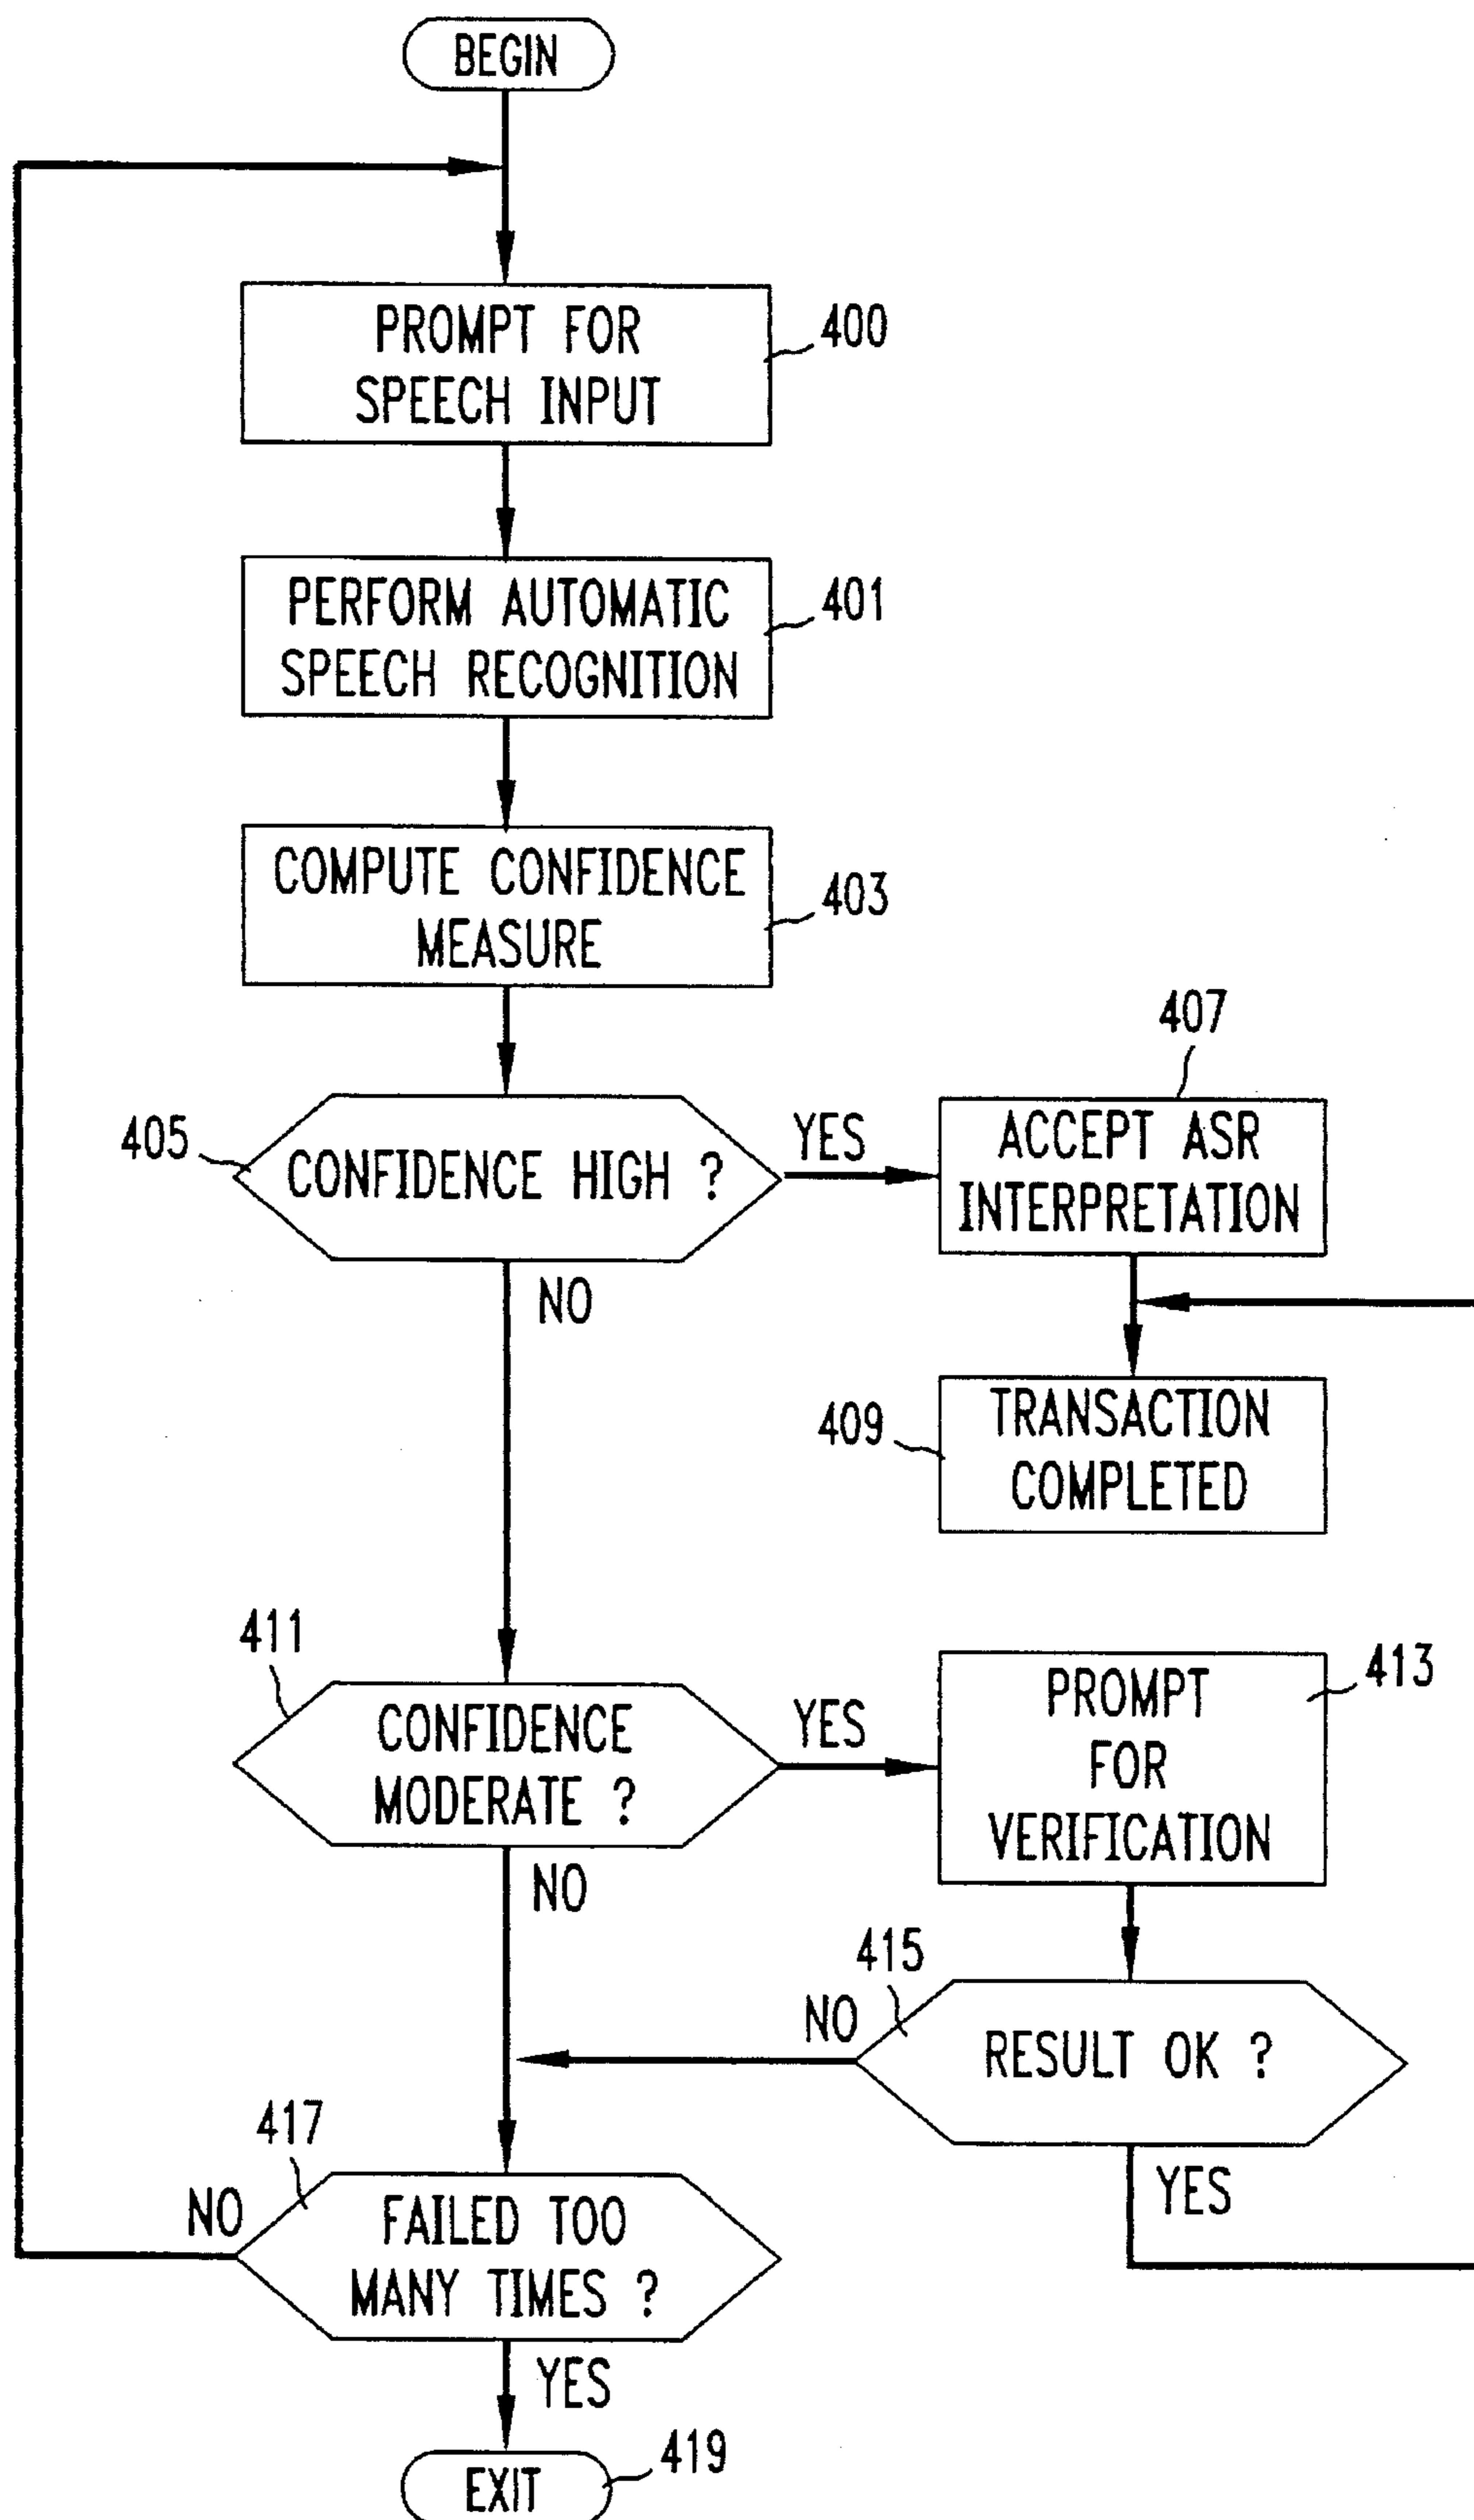 BEGIN
PROMPT FOR
SPEECH INPUT
400
PERFORM AUTOMATIC
SPEECH RECOGNITION
401
COMPUTE CONFIDENCE
MEASURE
403
405
CONFIDENCE HIGH ?
YES
NO
407
ACCEPT ASR
INTERPRETATION
409
TRANSACTION
COMPLETED
411
CONFIDENCE
MODERATE ?
YES
NO
413
PROMPT
FOR
VERIFICATION
415
NO
RESULT OK ?
YES
417
NO
FAILED TOO
MANY TIMES ?
YES
EXIT
419